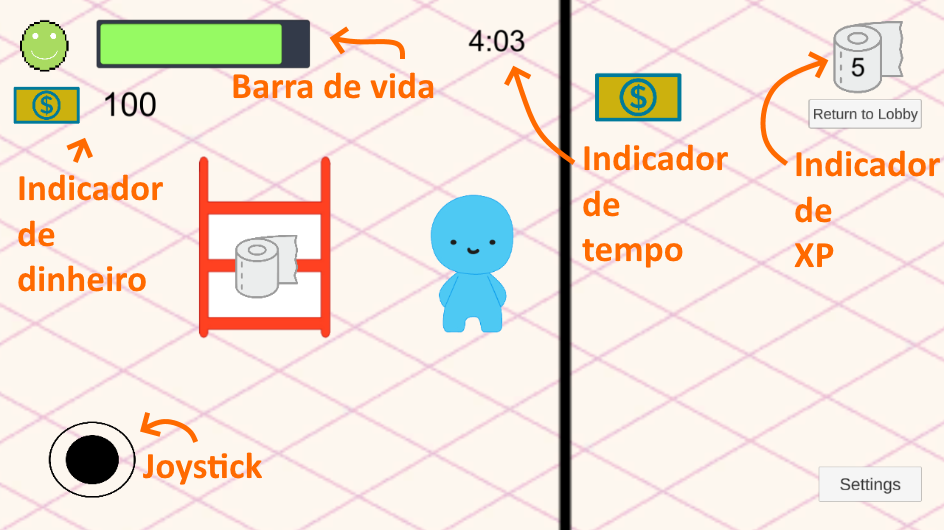 4:03
Barra de vida
$
100
Indicador
de
dinheiro
$
Indicador
de
tempo
5
Return to Lobby
Indicador
de
XP
Joystick
Settings